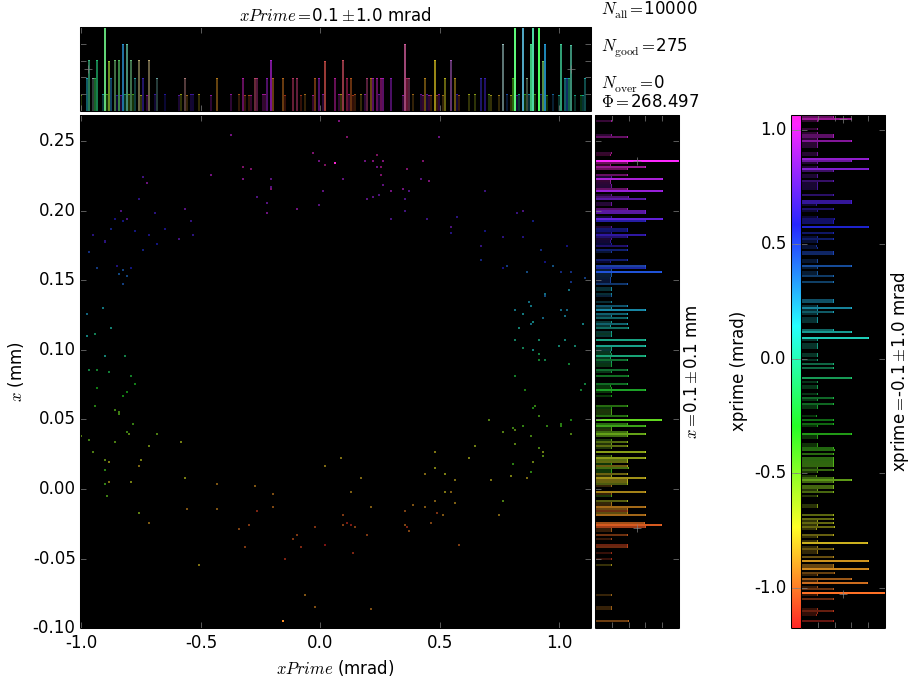 xPrime=0.1±1.0 mrad
N_all=10000
N_good=275
N_over=0
Φ=268.497
0.25
0.20
0.15
0.10
0.05
0.00
-0.05
-0.10
x (mm)
-1.0
-0.5
0.0
0.5
1.0
xPrime (mrad)
x=0.1±0.1 mm
xprime (mrad)
1.0
0.5
0.0
-0.5
-1.0
xprime=-0.1±1.0 mrad